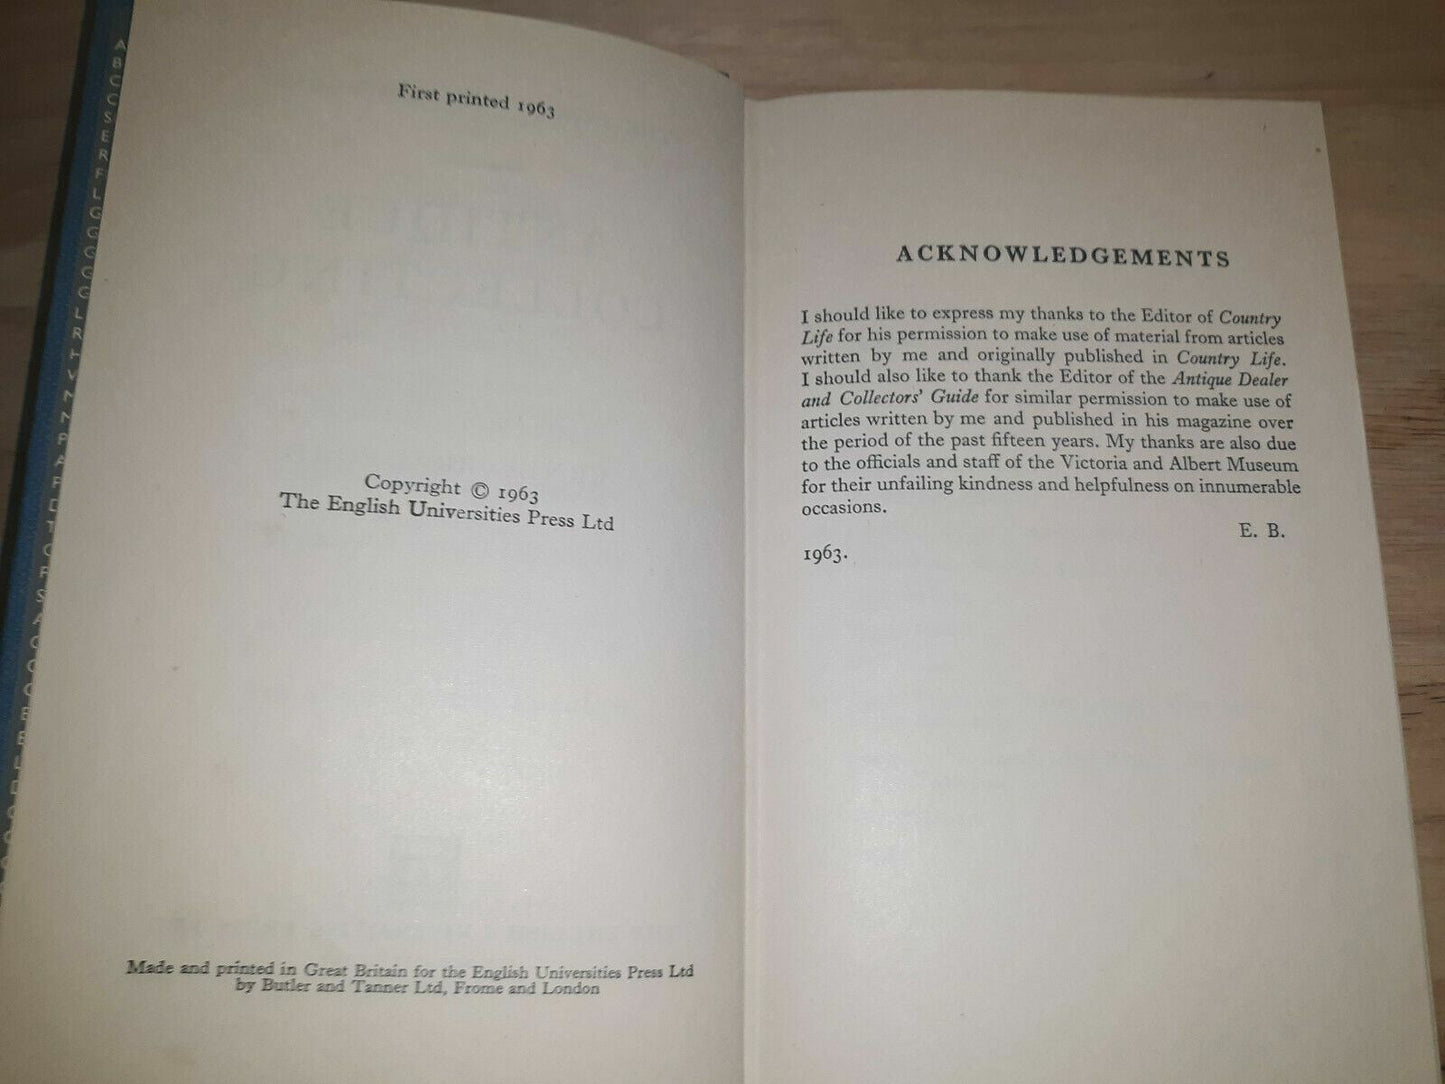 First printed 1963
Copyright © 1963
The English Universities Press Ltd
Made and printed in Great Britain for the English Universities Press Ltd
by Butler and Tanner Ltd, Frome and London
ACKNOWLEDGEMENTS
I should like to express my thanks to the Editor of Country
Life for his permission to make use of material from articles
written by me and originally published in Country Life.
I should also like to thank the Editor of the Antique Dealer
and Collectors' Guide for similar permission to make use of
articles written by me and published in his magazine over
the period of the past fifteen years. My thanks are also due
to the officials and staff of the Victoria and Albert Museum
for their unfailing kindness and helpfulness on innumerable
occasions.
E. B.
1963.